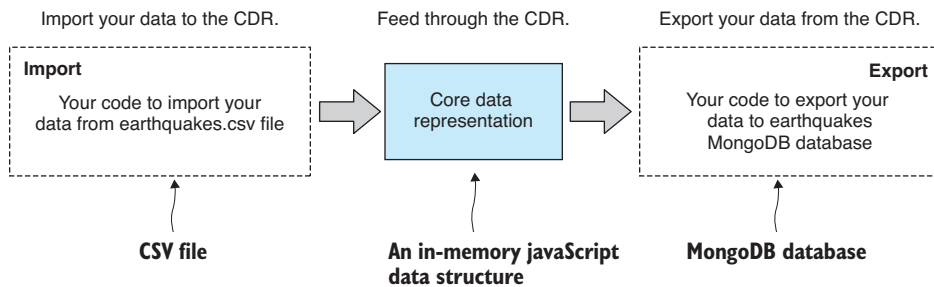 Import your data to the CDR.
Feed through the CDR.
Export your data from the CDR.
Import
Your code to import your
data from earthquakes.csv file
Core data
representation
Export
Your code to export your
data to earthquakes
MongoDB database
CSV file
An in-memory javaScript
data structure
MongoDB database